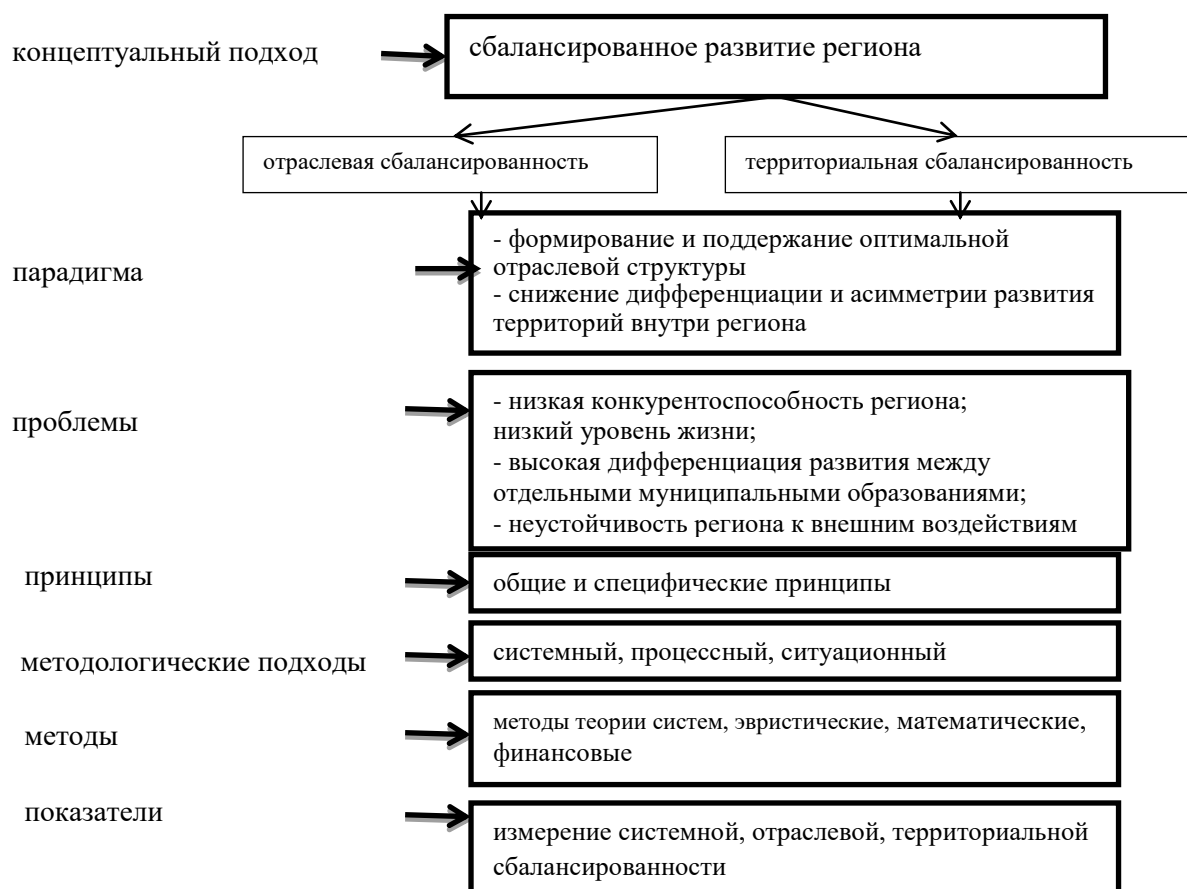 концептуальный подход
сбалансированное развитие региона
отраслевая сбалансированность
территориальная сбалансированность
парадигма
- формирование и поддержание оптимальной
отраслевой структуры
- снижение дифференциации и асимметрии развития
территорий внутри региона
проблемы
- низкая конкурентоспособность региона;
низкий уровень жизни;
- высокая дифференциация развития между
отдельными муниципальными образованиями;
- неустойчивость региона к внешним воздействиям
принципы
общие и специфические принципы
методологические подходы
системный, процессный, ситуационный
методы
методы теории систем, эвристические, математические,
финансовые
показатели
измерение системной, отраслевой, территориальной
сбалансированности